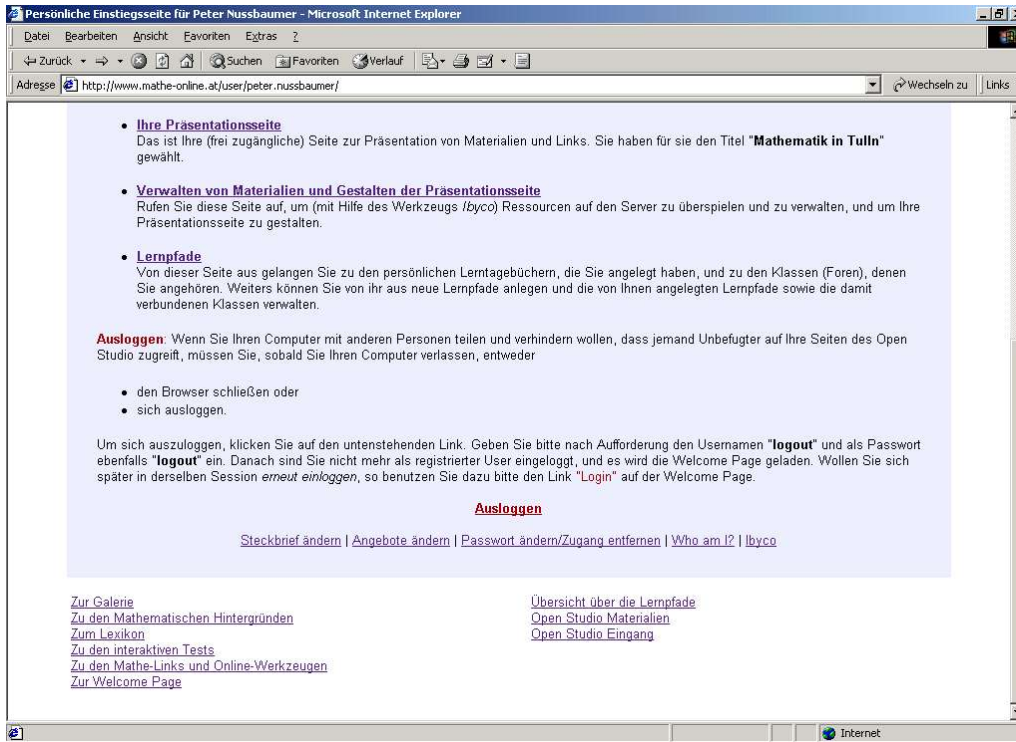 Persönliche Einstiegsseite für Peter Nussbaumer - Microsoft Internet Explorer
Datei Bearbeiten Ansicht Favoriten Extras ?
Zurück Suchen Favoriten Verlauf
Adresse http://www.mathe-online.at/user/peter.nussbaumer/ Wechseln zu Links
• Ihre Präsentationsseite
Das ist Ihre (frei zugängliche) Seite zur Präsentation von Materialien und Links. Sie haben für sie den Titel "Mathematik in Tulln"
gewählt.
• Verwalten von Materialien und Gestalten der Präsentationsseite
Rufen Sie diese Seite auf, um (mit Hilfe des Werkzeugs Ibyco) Ressourcen auf den Server zu überspielen und zu verwalten, und um Ihre
Präsentationsseite zu gestalten.
• Lernpfade
Von dieser Seite aus gelangen Sie zu den persönlichen Lerntagebüchern, die Sie angelegt haben, und zu den Klassen (Foren), denen
Sie angehören. Weiters können Sie von ihr aus neue Lernpfade anlegen und die von Ihnen angelegten Lernpfade sowie die damit
verbundenen Klassen verwalten.
Ausloggen: Wenn Sie Ihren Computer mit anderen Personen teilen und verhindern wollen, dass jemand Unbefugter auf Ihre Seiten des Open
Studio zugreift, müssen Sie, sobald Sie Ihren Computer verlassen, entweder
• den Browser schließen oder
• sich ausloggen.
Um sich auszuloggen, klicken Sie auf den untenstehenden Link. Geben Sie bitte nach Aufforderung den Usernamen "logout" und als Passwort
ebenfalls "logout" ein. Danach sind Sie nicht mehr als registrierter User eingeloggt, und es wird die Welcome Page geladen. Wollen Sie sich
später in derselben Session erneut einloggen, so benutzen Sie dazu bitte den Link "Login" auf der Welcome Page.
Ausloggen
Steckbrief ändern | Angebote ändern | Passwort ändern/Zugang entfernen | Who am I? | Ibyco
Zur Galerie
Zu den Mathematischen Hintergründen
Zum Lexikon
Zu den interaktiven Tests
Zu den Mathe-Links und Online-Werkzeugen
Zur Welcome Page
Übersicht über die Lernpfade
Open Studio Materialien
Open Studio Eingang
Internet